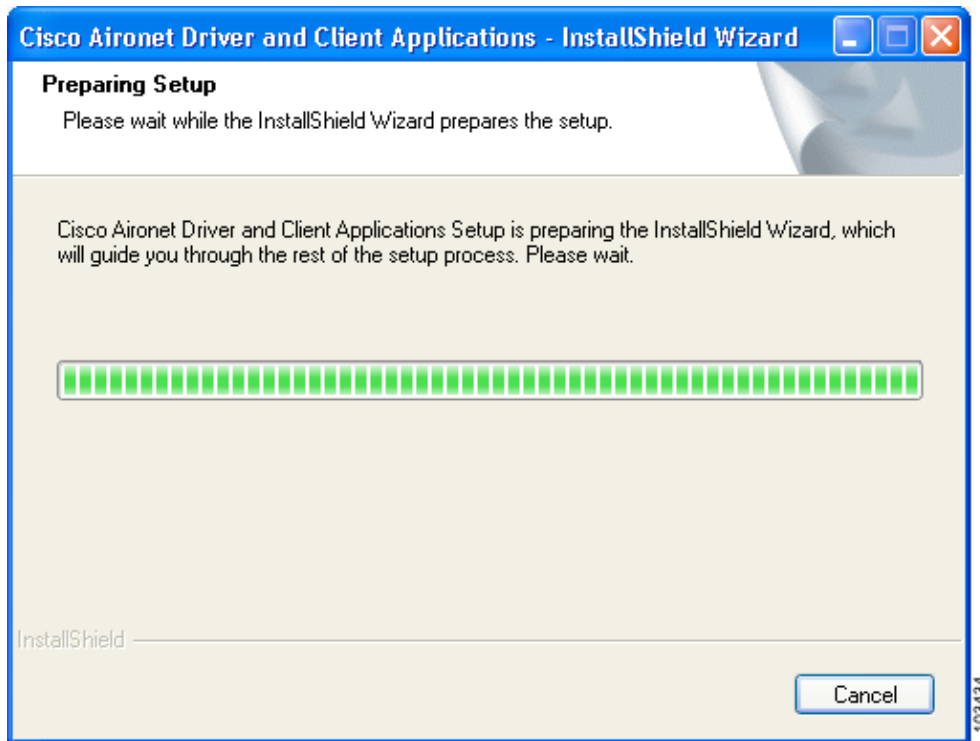 Cisco Aironet Driver and Client Applications - InstallShield Wizard
Preparing Setup
Please wait while the InstallShield Wizard prepares the setup.
Cisco Aironet Driver and Client Applications Setup is preparing the InstallShield Wizard, which
will guide you through the rest of the setup process. Please wait.
InstallShield
Cancel